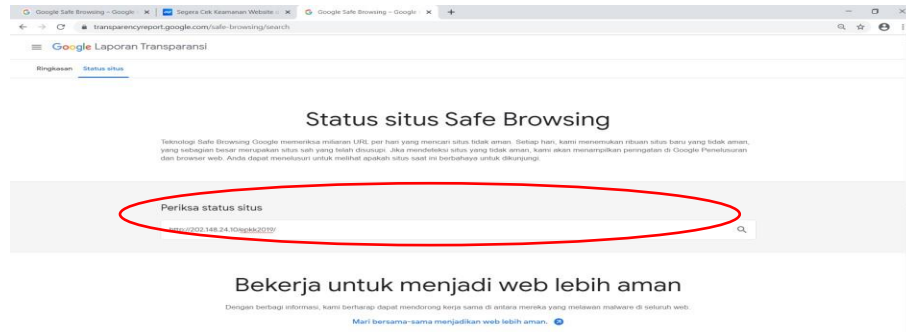 Google Safe Browsing – Google
Segera Cek Keamanan Website
Google Safe Browsing – Google
transparencyreport.google.com/safe-browsing/search
Google Laporan Transparansi
Ringkasan Status situs
Status situs Safe Browsing
Teknologi Safe Browsing Google memeriksa miliaran URL per hari yang mencari situs tidak aman. Setiap hari, kami menemukan ribuan situs baru yang tidak aman,
yang sebagian besar merupakan situs yang sah yang telah disusupi. Jika mendeteksi situs yang tidak aman, kami akan menampilkan peringatan di Google Penelusuran
dan browser web. Anda dapat menelusuri untuk melihat apakah situs saat ini berbahaya untuk dikunjungi.
Periksa status situs
http://202.148.24.10/epkk2019/
Bekerja untuk menjadi web lebih aman
Dengan berbagi informasi, kami berharap dapat mendorong kerja sama di antara mereka yang melawan malware di seluruh web.
Mari bersama-sama menjadikan web lebih aman.